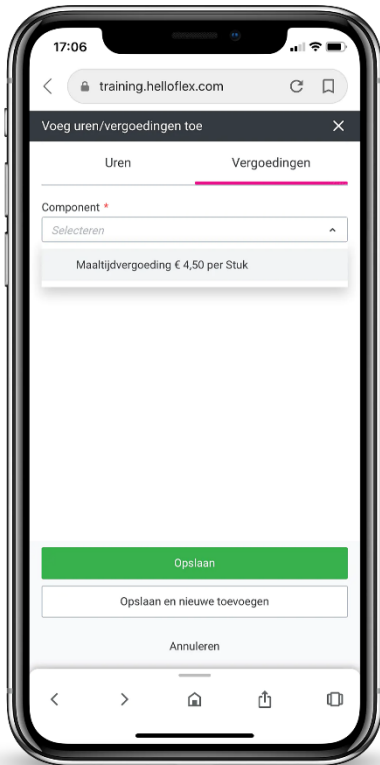 17:06
training.helloflex.com
Voeg uren/vergoedingen toe
Uren Vergoedingen
Component *
Selecteren
Maaltijdvergoeding € 4,50 per Stuk
Opslaan
Opslaan en nieuwe toevoegen
Annuleren